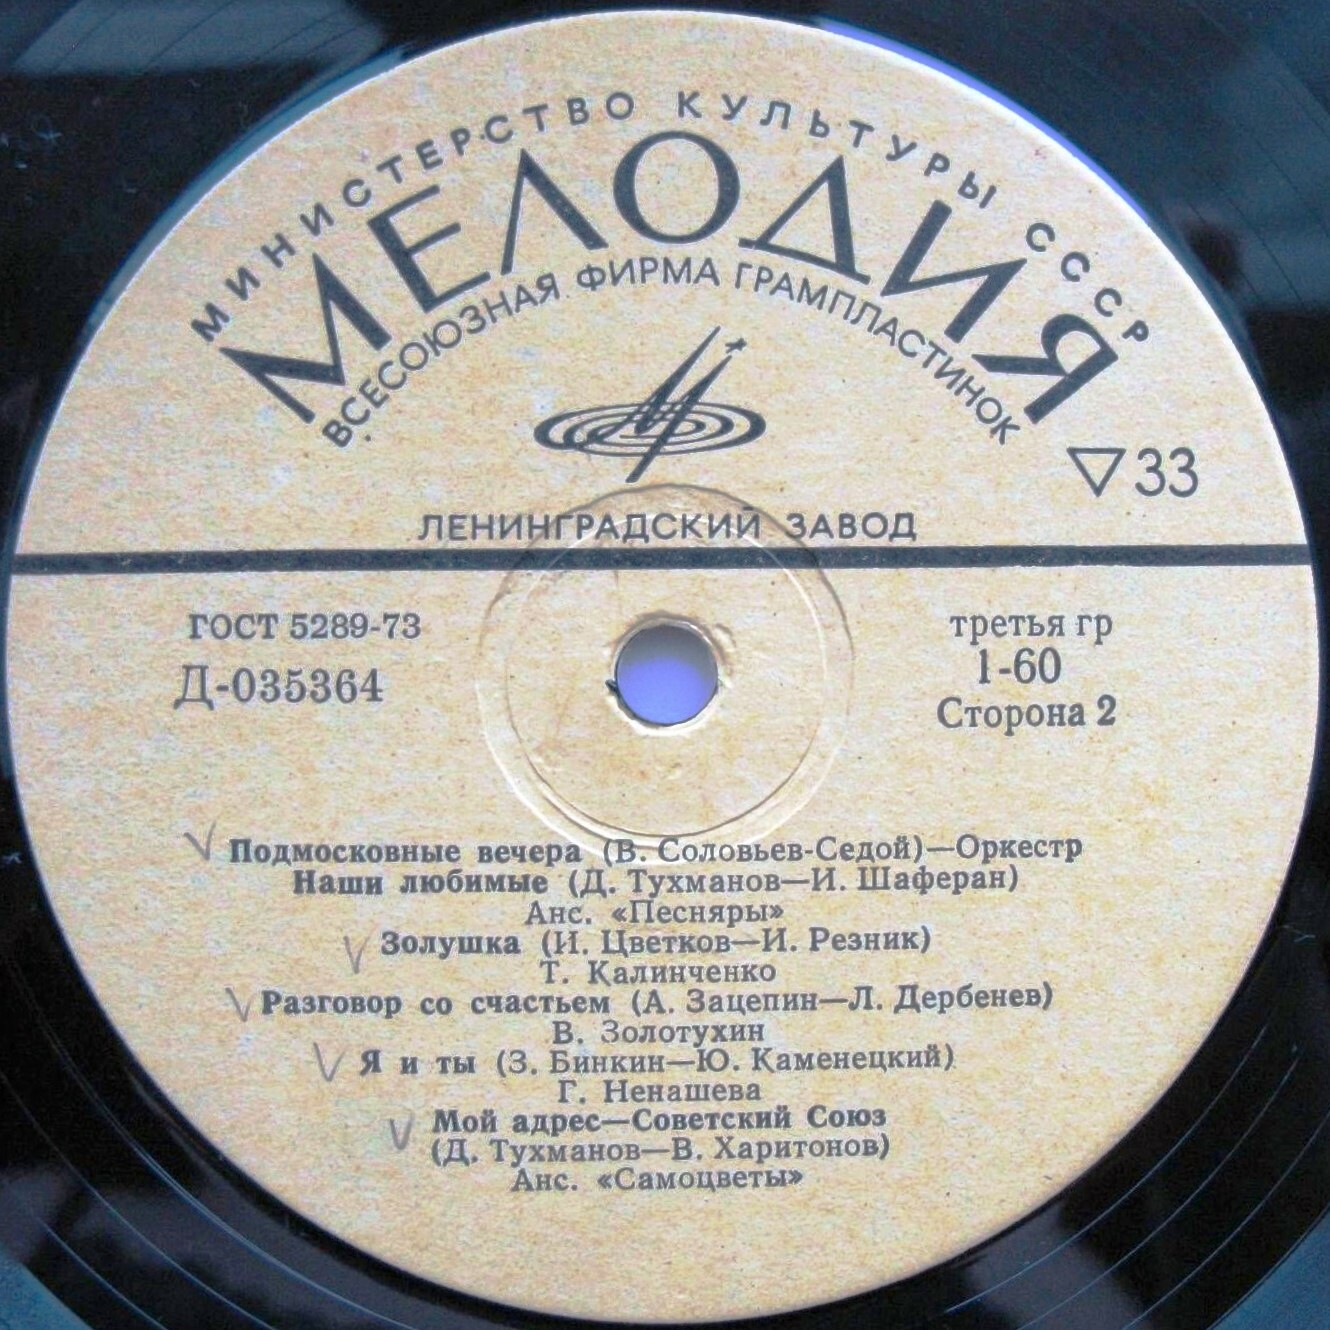 МИНИСТЕРСТВО КУЛЬТУРЫ СССР
МЕЛОДИЯ
ВСЕСОЮЗНАЯ ФИРМА ГРАМПЛАСТИНОК
33
ЛЕНИНГРАДСКИЙ ЗАВОД
ГОСТ 5289-73
третья гр
Д-035364
1-60
Сторона 2
Подмосковные вечера (В. Соловьев-Седой)—Оркестр
Наши любимые (Д. Тухманов—И. Шаферан)
Анс. «Песняры»
Золушка (И. Цветков—И. Резник)
Т. Калинченко
Разговор со счастьем (А. Зацепин—Л. Дербенев)
В. Золотухин
Я и ты (З. Бинкин—Ю. Каменецкий)
Г. Ненашева
Мой адрес—Советский Союз
(Д. Тухманов—В. Харитонов)
Анс. «Самоцветы»